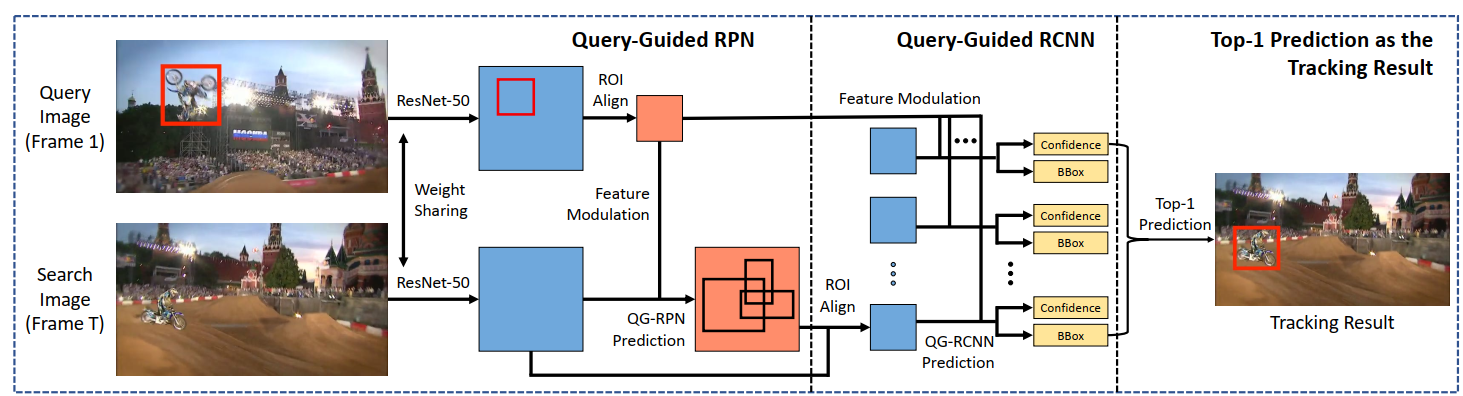 Query-Guided RPN
Query-Guided RCNN
Top-1 Prediction as the
Tracking Result
Query
Image
(Frame 1)
ResNet-50
ROI
Align
Feature Modulation
Confidence
BBox
МОСКВА
Weight
Sharing
Feature
Modulation
Confidence
BBox
Top-1
Prediction
Search
Image
(Frame T)
ResNet-50
QG-RPN
Prediction
ROI
Align
QG-RCNN
Prediction
Confidence
BBox
Tracking Result